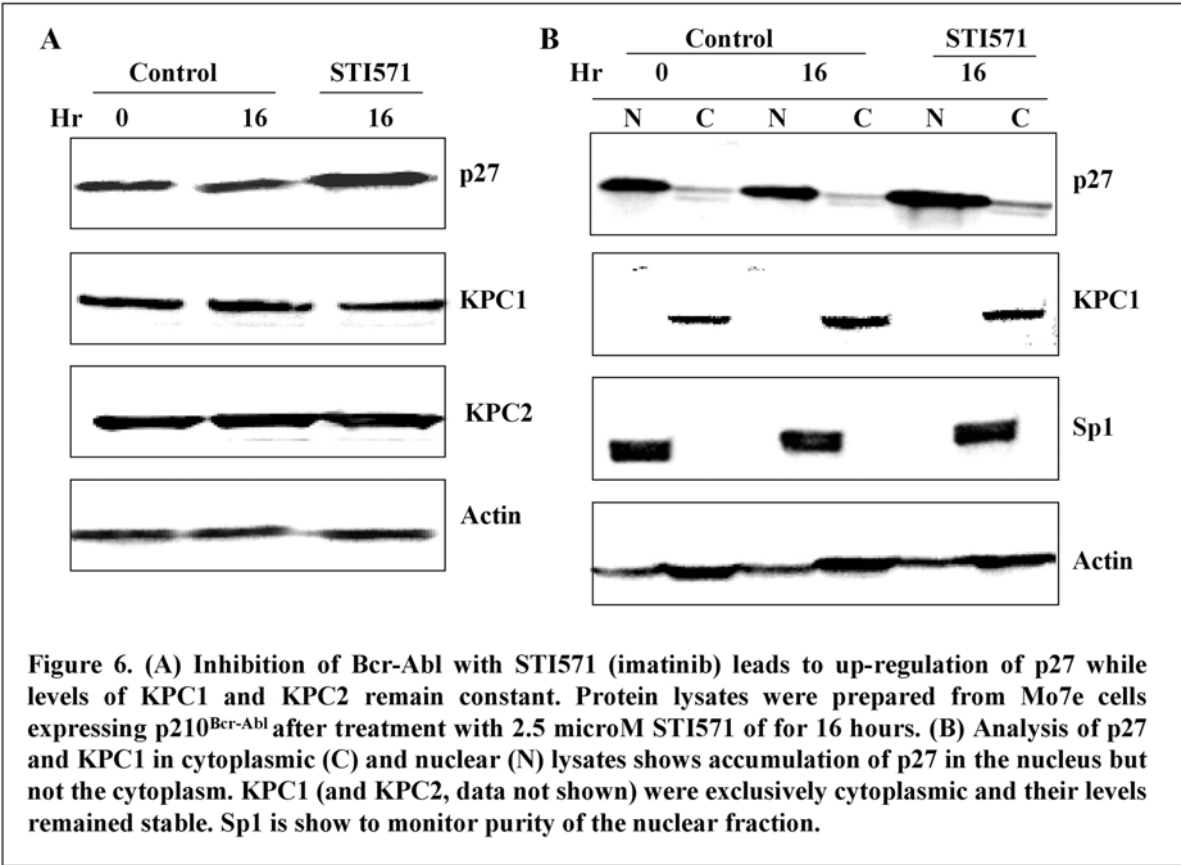 A
Control STI571
Hr 0 16 16
p27
KPC1
KPC2
Actin
B
Control STI571
Hr 0 16 16
N C N C N C
p27
KPC1
Sp1
Actin
Figure 6. (A) Inhibition of Bcr-Abl with STI571 (imatinib) leads to up-regulation of p27 while
levels of KPC1 and KPC2 remain constant. Protein lysates were prepared from Mo7e cells
expressing p210Bcr-Abl after treatment with 2.5 microM STI571 of for 16 hours. (B) Analysis of p27
and KPC1 in cytoplasmic (C) and nuclear (N) lysates shows accumulation of p27 in the nucleus but
not the cytoplasm. KPC1 (and KPC2, data not shown) were exclusively cytoplasmic and their levels
remained stable. Sp1 is show to monitor purity of the nuclear fraction.